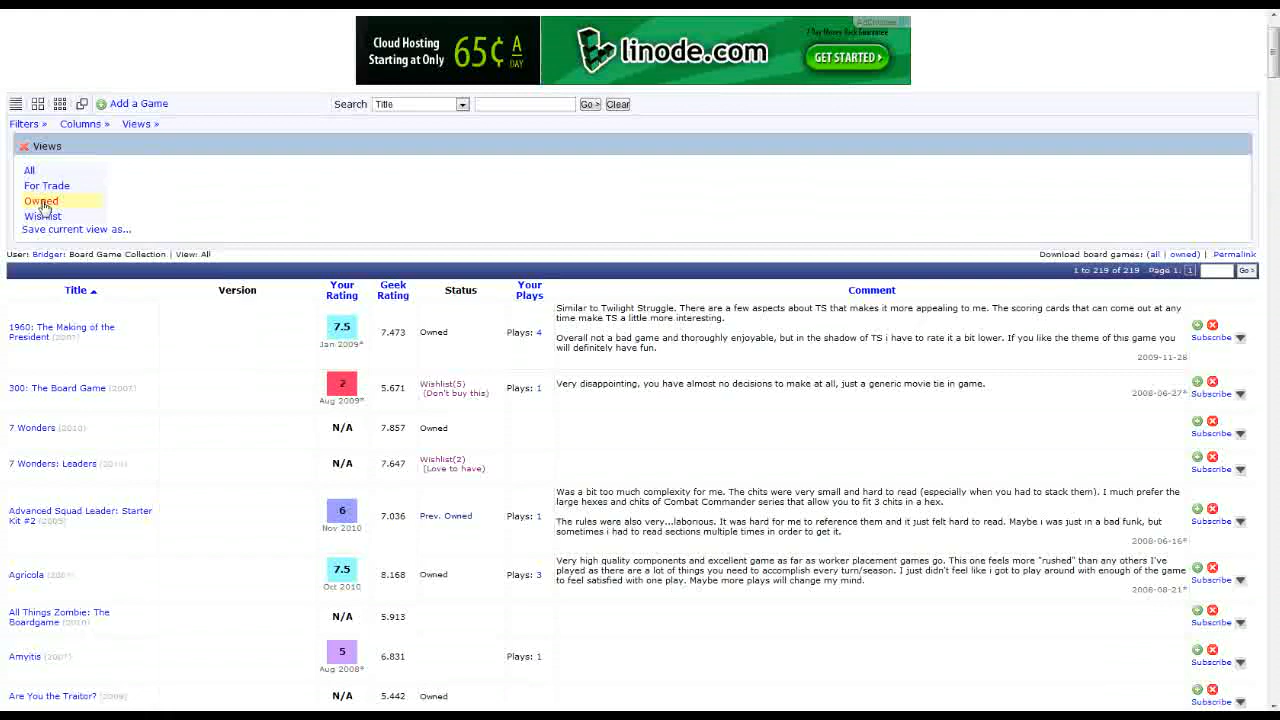 Cloud Hosting
Starting at Only
65¢ A DAY
linode.com
AdChoices
7 Day Money Back Guarantee
GET STARTED
Add a Game
Search Title Go > Clear
Filters » Columns » Views »
Views
All
For Trade
Owned
Wishlist
Save current view as...
User: Bridger: Board Game Collection | View: All
Download board games: (all | owned) | Permalink
1 to 219 of 219 Page 1: 1 Go >
Title Version Your Rating Geek Rating Status Your Plays Comment
1960: The Making of the
President (2007)
7.5
Jan 2009*
7.473 Owned Plays: 4
Similar to Twilight Struggle. There are a few aspects about TS that makes it more appealing to me. The scoring cards that can come out at any
time make TS a little more interesting.
Overall not a bad game and thoroughly enjoyable, but in the shadow of TS i have to rate it a bit lower. If you like the theme of this game you
will definitely have fun.
2009-11-28
Subscribe
300: The Board Game (2007)
2
Aug 2009*
5.671
Wishlist(5)
(Don't buy this)
Plays: 1
Very disappointing, you have almost no decisions to make at all, just a generic movie tie in game.
2008-06-27*
Subscribe
7 Wonders (2010) N/A 7.857 Owned
Subscribe
7 Wonders: Leaders N/A 7.647
Wishlist(2)
(Love to have)
Subscribe
Advanced Squad Leader: Starter
Kit #2 (2005)
6
Nov 2010
7.036 Prev. Owned Plays: 1
Was a bit too much complexity for me. The chits were very small and hard to read (especially when you had to stack them). I much prefer the
large hexes and chits of Combat Commander series that allow you to fit 3 chits in a hex.
The rules were also very...laborious. It was hard for me to reference them and it just felt hard to read. Maybe i was just in a bad funk, but
sometimes i had to read sections multiple times in order to get it.
2008-06-16*
Subscribe
Agricola
7.5
Oct 2010
8.168 Owned Plays: 3
Very high quality components and excellent game as far as worker placement games go. This one feels more "rushed" than any others I've
played as there are a lot of things you need to accomplish every turn/season. I just didn't feel like i got to play around with enough of the game
to feel satisfied with one play. Maybe more plays will change my mind.
2008-08-21*
Subscribe
All Things Zombie: The
Boardgame
N/A 5.913
Subscribe
Amyitis
5
Aug 2008*
6.831 Plays: 1
Subscribe
Are You the Traitor? N/A 5.442 Owned
Subscribe